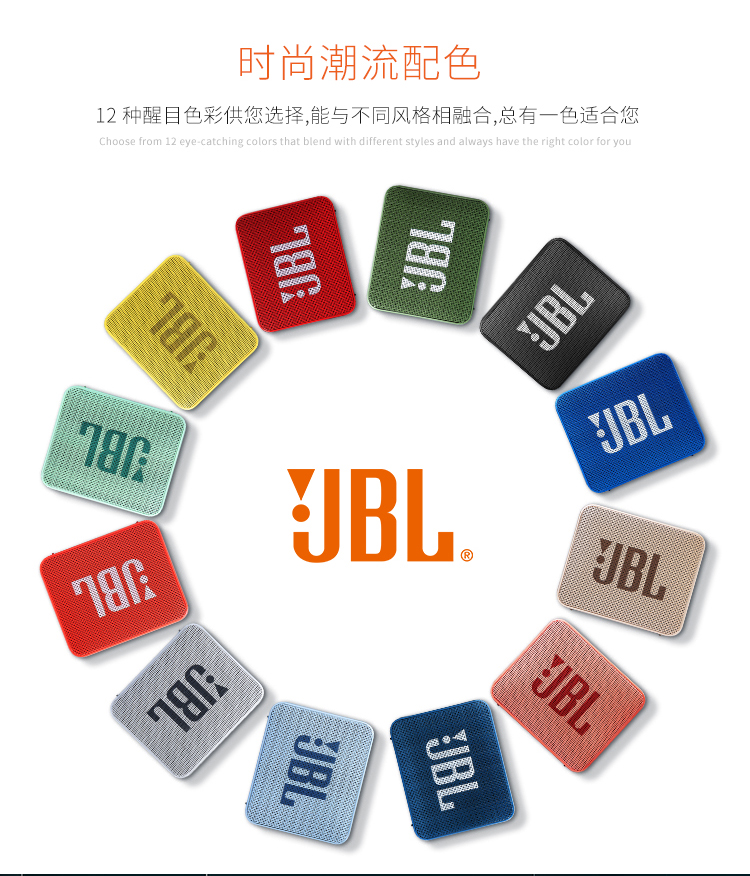 时尚潮流配色
12 种醒目色彩供您选择,能与不同风格相融合,总有一色适合您
Choose from 12 eye-catching colors that blend with different styles and always have the right color for you
JBL
JBL
JBL
JBL
JBL
JBL
JBL
JBL®
JBL
JBL
JBL
JBL
JBL
JBL